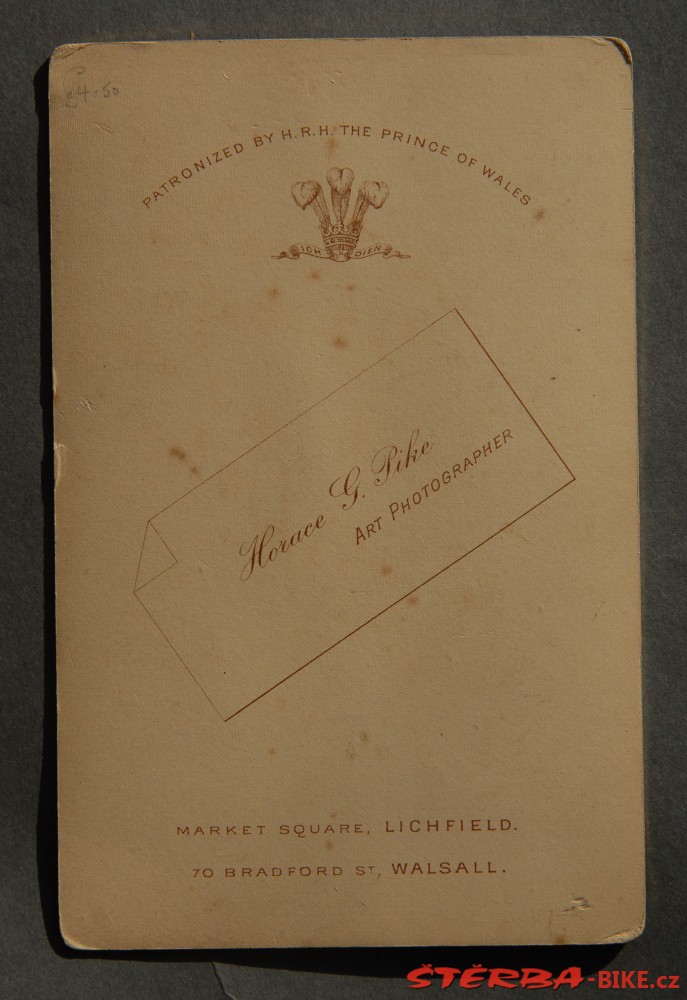 £4-50
PATRONIZED BY H.R.H. THE PRINCE OF WALES
ICH DIEN
Horace G. Pike
ART PHOTOGRAPHER
MARKET SQUARE, LICHFIELD.
70 BRADFORD ST, WALSALL.
ŠTĚRBA-BIKE.cz